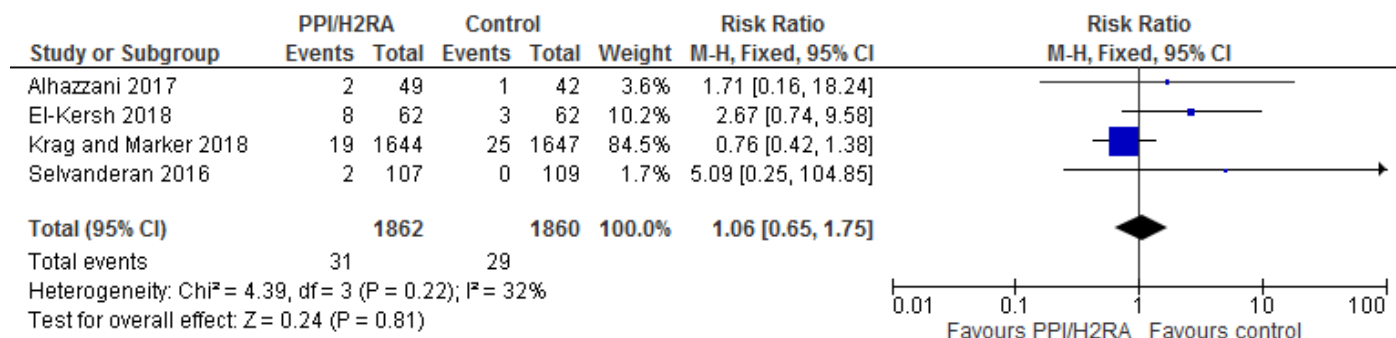 PPI/H2RA Control Risk Ratio Risk Ratio
Study or Subgroup Events Total Events Total Weight M-H, Fixed, 95% CI M-H, Fixed, 95% CI
Alhazzani 2017 2 49 1 42 3.6% 1.71 [0.16, 18.24]
El-Kersh 2018 8 62 3 62 10.2% 2.67 [0.74, 9.58]
Krag and Marker 2018 19 1644 25 1647 84.5% 0.76 [0.42, 1.38]
Selvanderan 2016 2 107 0 109 1.7% 5.09 [0.25, 104.85]
Total (95% CI) 1862 1860 100.0% 1.06 [0.65, 1.75]
Total events 31 29
Heterogeneity: Chi² = 4.39, df = 3 (P = 0.22); I² = 32%
Test for overall effect: Z = 0.24 (P = 0.81)
0.01 0.1 1 10 100
Favours PPI/H2RA Favours control